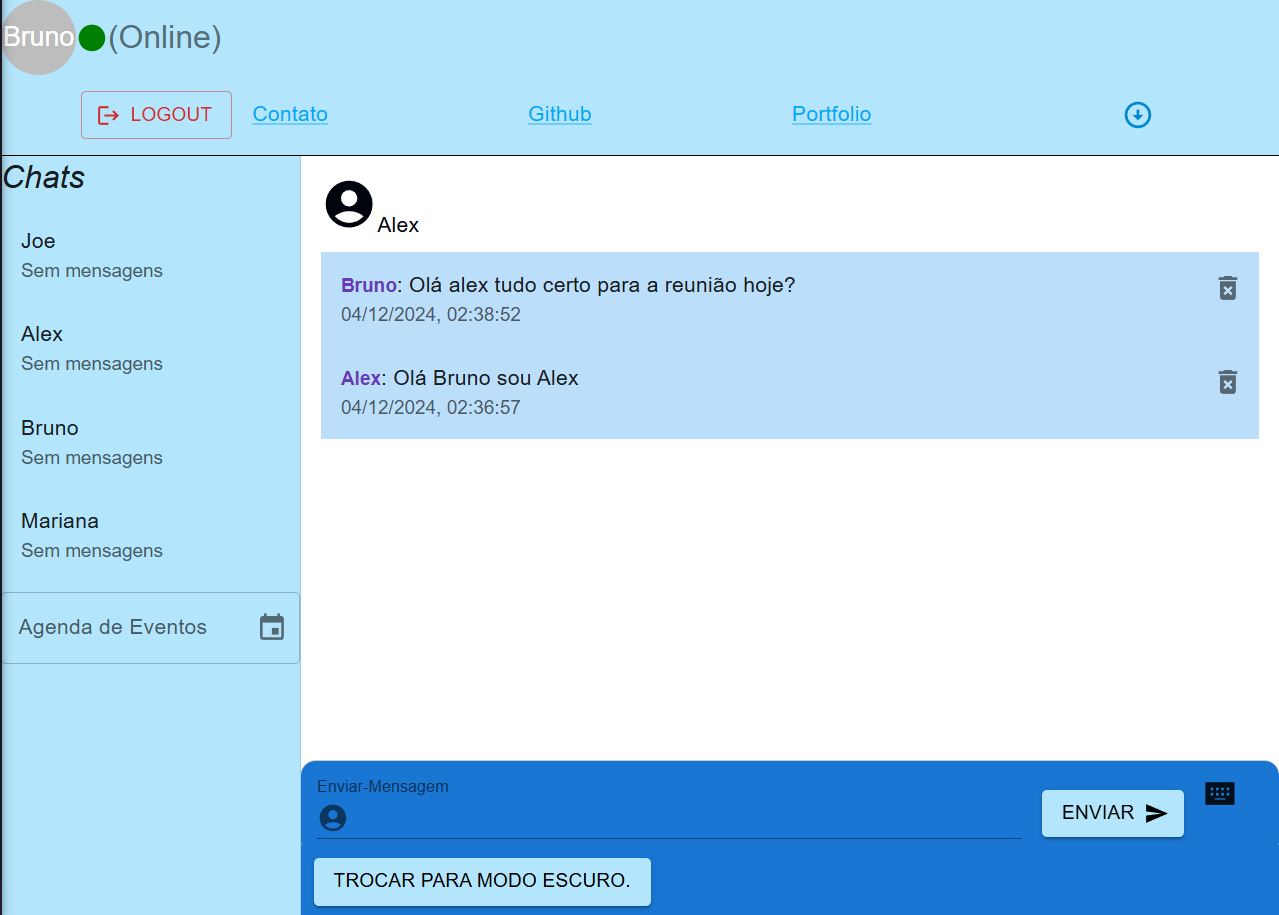 Bruno (Online)
LOGOUT Contato Github Portfolio
Chats
Joe
Sem mensagens
Alex
Sem mensagens
Bruno
Sem mensagens
Mariana
Sem mensagens
Agenda de Eventos
Alex
Bruno: Olá alex tudo certo para a reunião hoje?
04/12/2024, 02:38:52
Alex: Olá Bruno sou Alex
04/12/2024, 02:36:57
Enviar-Mensagem
ENVIAR
TROCAR PARA MODO ESCURO.